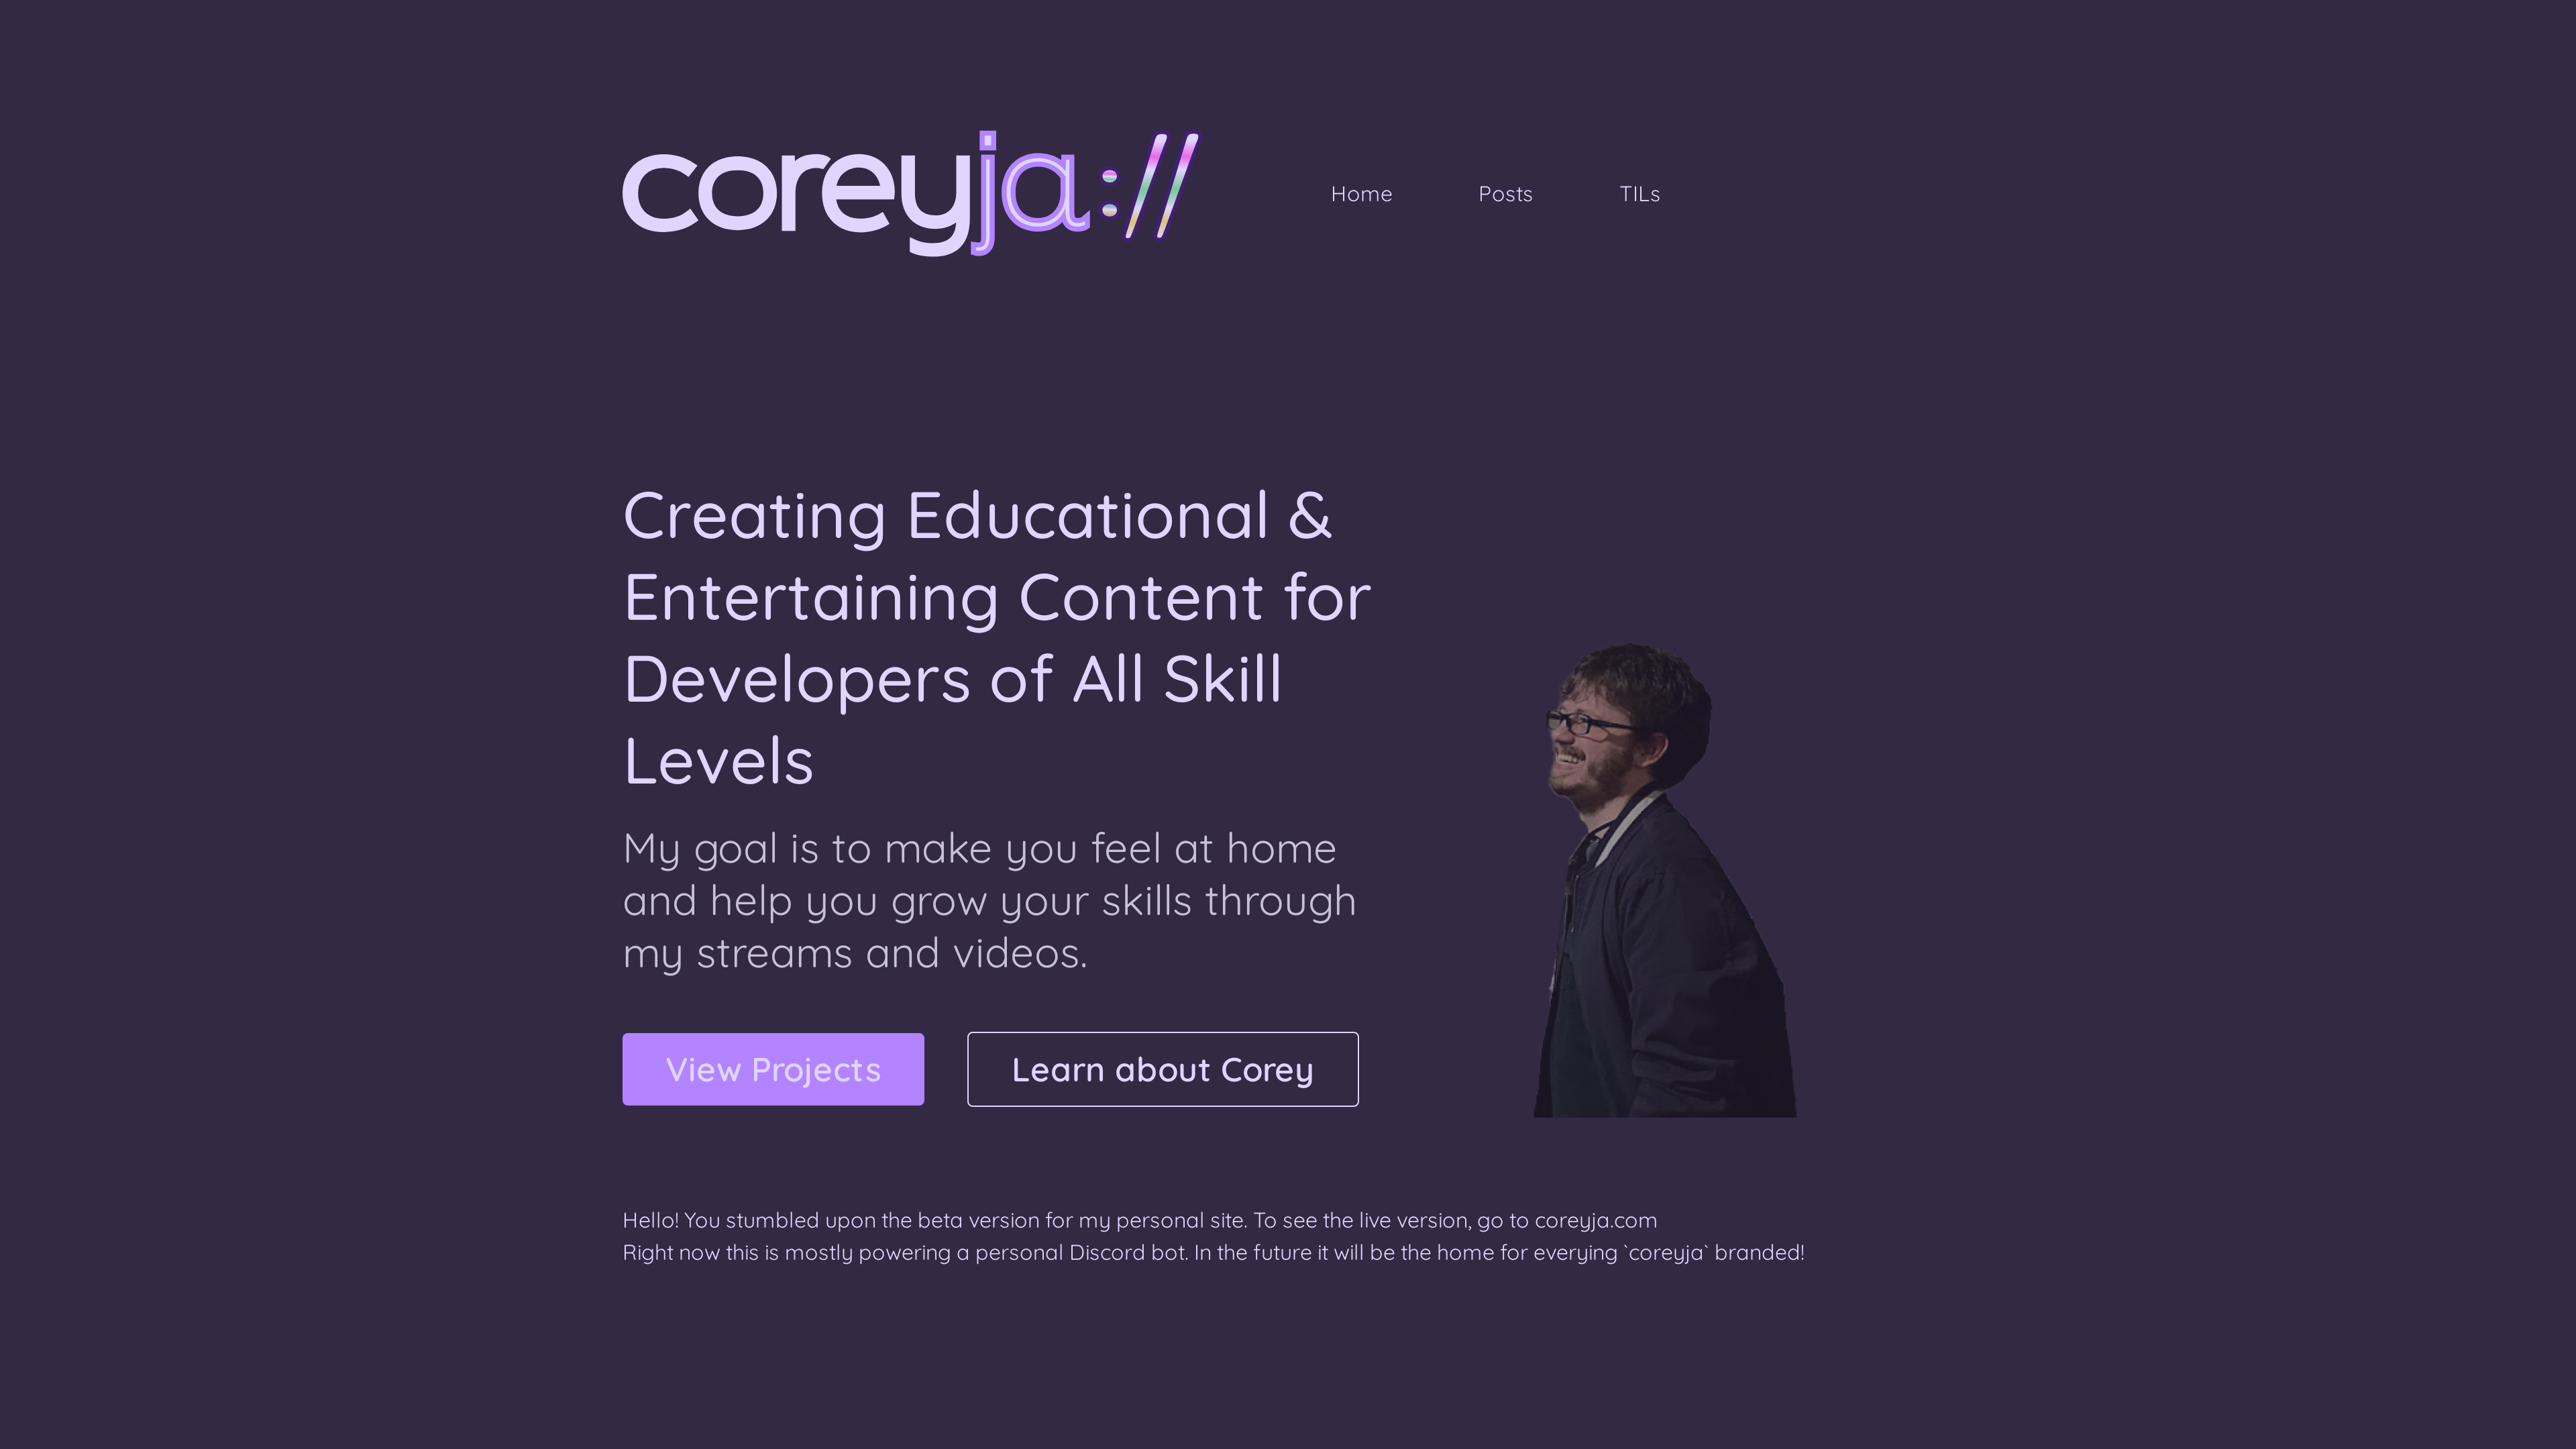 coreyja://
Home
Posts
TILs
Creating Educational &
Entertaining Content for
Developers of All Skill
Levels
My goal is to make you feel at home
and help you grow your skills through
my streams and videos.
View Projects
Learn about Corey
Hello! You stumbled upon the beta version for my personal site. To see the live version, go to coreyja.com
Right now this is mostly powering a personal Discord bot. In the future it will be the home for everying `coreyja` branded!